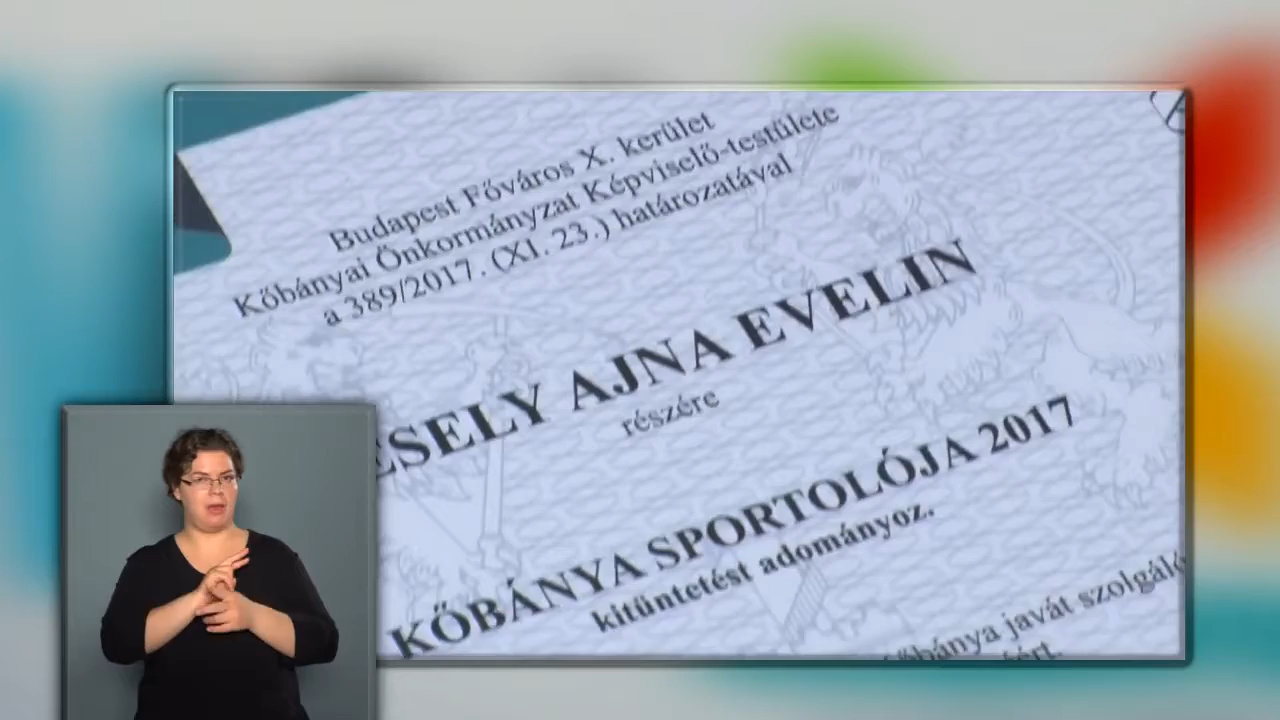 Budapest Főváros X. kerület
Kőbányai Önkormányzat Képviselő-testülete
a 389/2017. (XI. 23.) határozatával
ESELY AJNA EVELIN
részére
KŐBÁNYA SPORTOLÓJA 2017
kitüntetést adományoz.
javát szolgáló